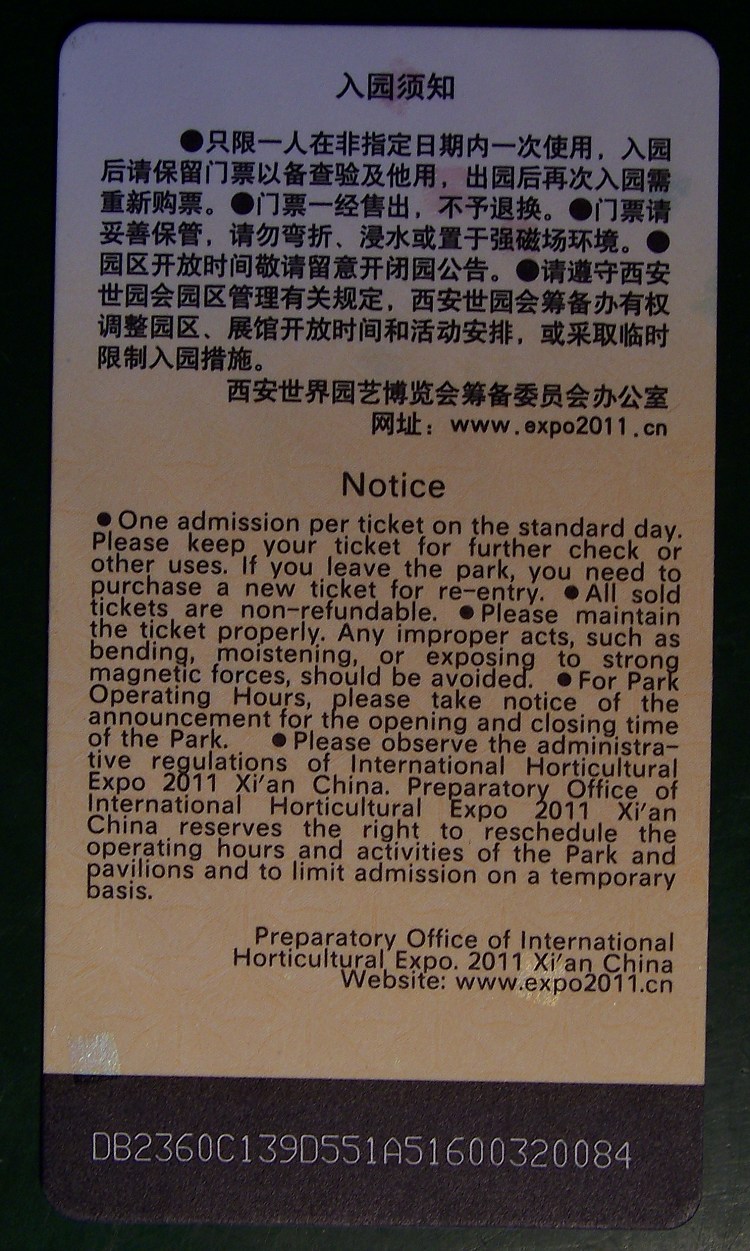 入园须知
●只限一人在非指定日期内一次使用，入园
后请保留门票以备查验及他用，出园后再次入园需
重新购票。●门票一经售出，不予退换。●门票请
妥善保管，请勿弯折、浸水或置于强磁场环境。●
园区开放时间敬请留意开闭园公告。●请遵守西安
世园会园区管理有关规定，西安世园会筹备办有权
调整园区、展馆开放时间和活动安排，或采取临时
限制入园措施。
西安世界园艺博览会筹备委员会办公室
网址：www.expo2011.cn
Notice
●One admission per ticket on the standard day.
Please keep your ticket for further check or
other uses. If you leave the park, you need to
purchase a new ticket for re-entry. ●All sold
tickets are non-refundable. ●Please maintain
the ticket properly. Any improper acts, such as
bending, moistening, or exposing to strong
magnetic forces, should be avoided. ●For Park
Operating Hours, please take notice of the
announcement for the opening and closing time
of the Park. ●Please observe the administra-
tive regulations of International Horticultural
Expo 2011 Xi'an China. Preparatory Office of
International Horticultural Expo 2011 Xi'an
China reserves the right to reschedule the
operating hours and activities of the Park and
pavilions and to limit admission on a temporary
basis.
Preparatory Office of International
Horticultural Expo. 2011 Xi'an China
Website: www.expo2011.cn
DB2360C139D551A51600320084